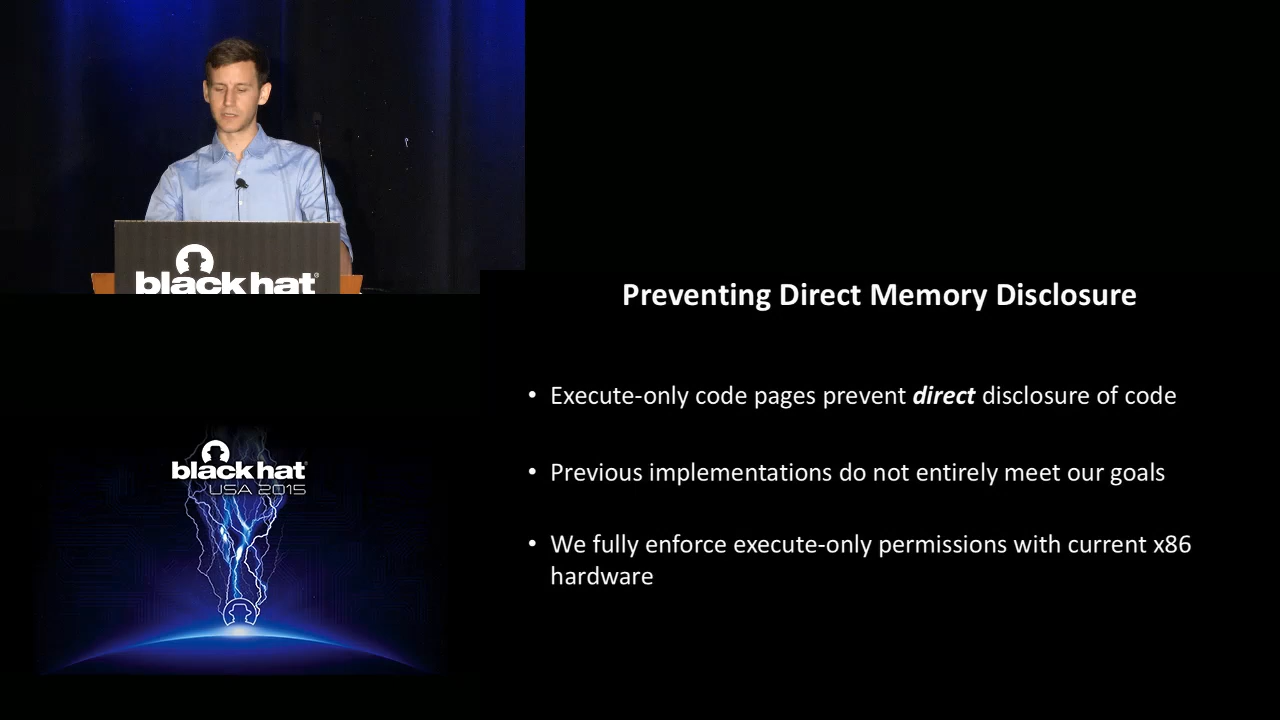 black hat
Preventing Direct Memory Disclosure
• Execute-only code pages prevent direct disclosure of code
• Previous implementations do not entirely meet our goals
• We fully enforce execute-only permissions with current x86
hardware
black hat
USA 2015